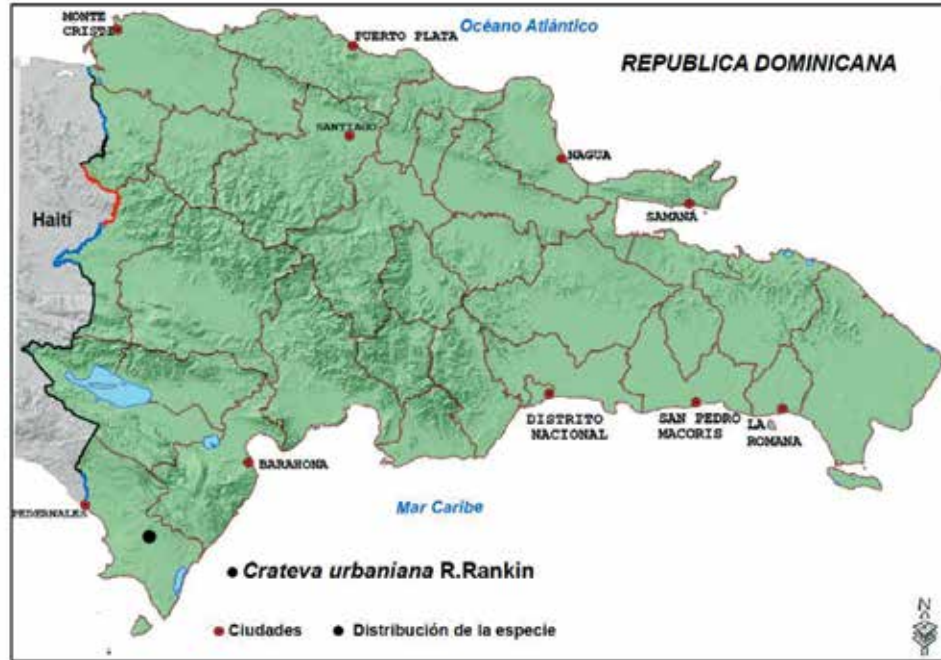 MONTE
CRISTI
PUERTO PLATA
Océano Atlántico
REPUBLICA DOMINICANA
SANTIAGO
NAGUA
SAMANÁ
Haití
DISTRITO
NACIONAL
SAN PEDRO
MACORIS
LA
ROMANA
BARAHONA
PEDERNALES
Mar Caribe
Crateva urbaniana R.Rankin
Ciudades
Distribución de la especie
N